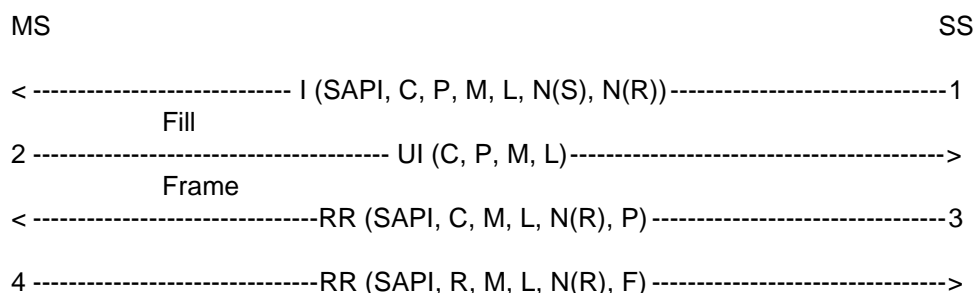 MS SS
< ----------------------------- I (SAPI, C, P, M, L, N(S), N(R))-------------------------------1
Fill
2 ---------------------------------------- UI (C, P, M, L)------------------------------------------>
Frame
< --------------------------------RR (SAPI, C, M, L, N(R), P) ---------------------------------3
4 --------------------------------RR (SAPI, R, M, L, N(R), F) --------------------------------->